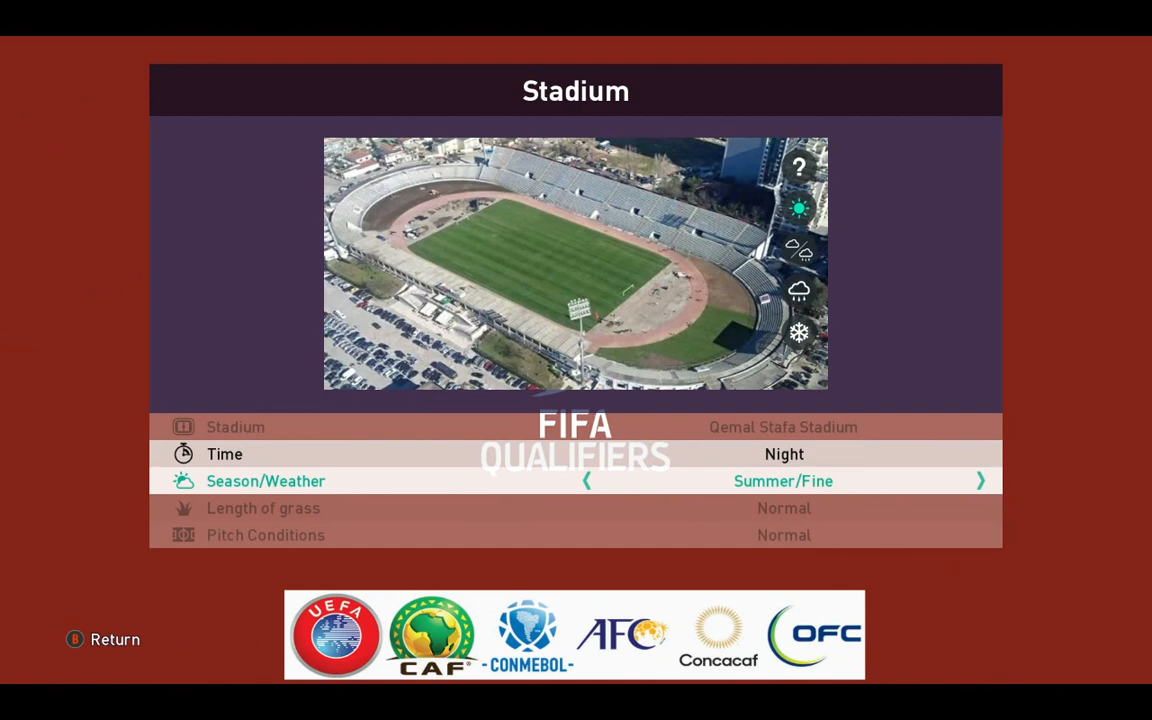 Stadium
?
Stadium Qemal Stafa Stadium
FIFA
QUALIFIERS
Time Night
Season/Weather Summer/Fine
Length of grass Normal
Pitch Conditions Normal
B Return
UEFA
CAF
-CONMEBOL-
AFC
Concacaf
OFC